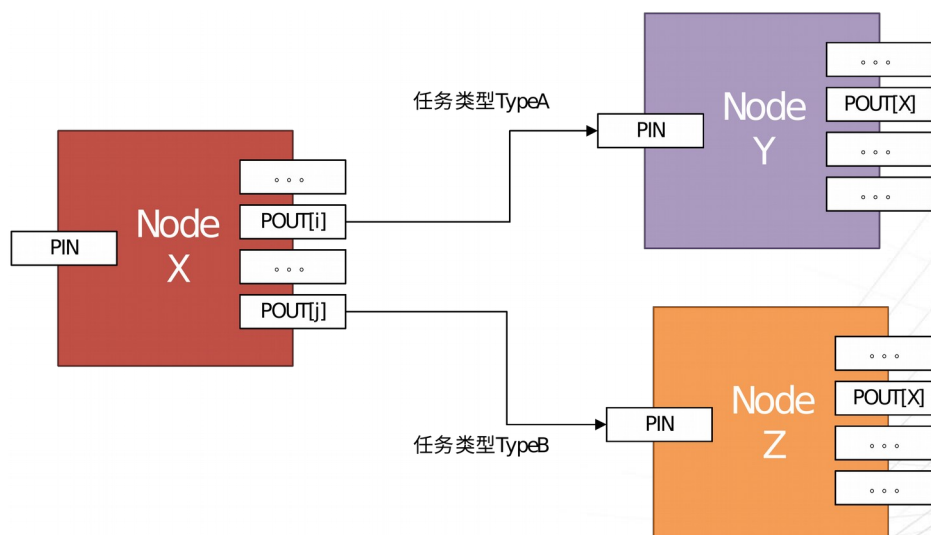 任务类型TypeA
Node
X
PIN
。。。
POUT[i]
。。。
POUT[j]
Node
Y
PIN
。。。
POUT[X]
。。。
。。。
任务类型TypeB
Node
Z
PIN
。。。
POUT[X]
。。。
。。。